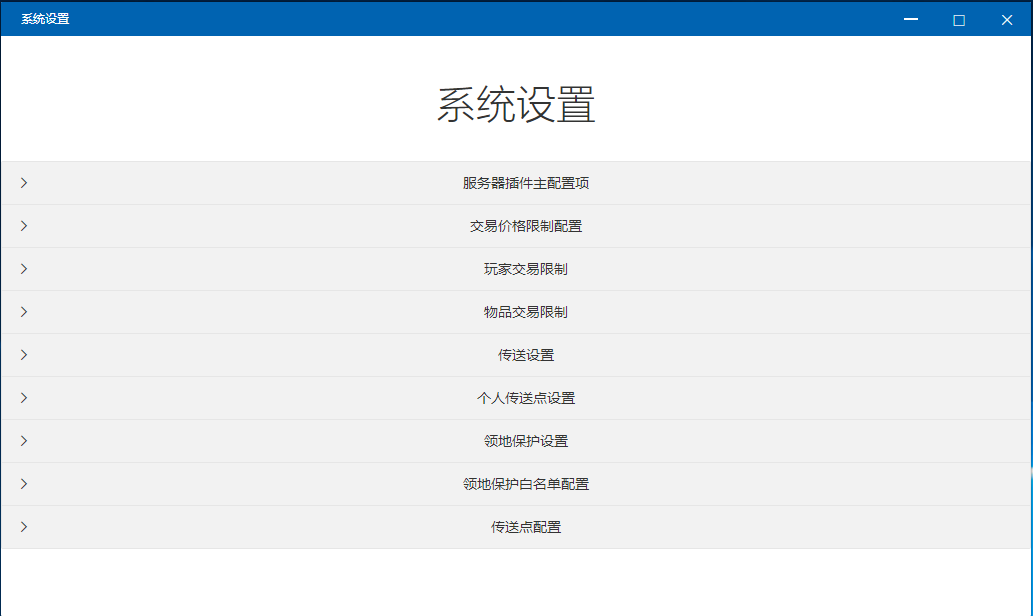 系统设置
系统设置
服务器插件主配置项
交易价格限制配置
玩家交易限制
物品交易限制
传送设置
个人传送点设置
领地保护设置
领地保护白名单配置
传送点配置